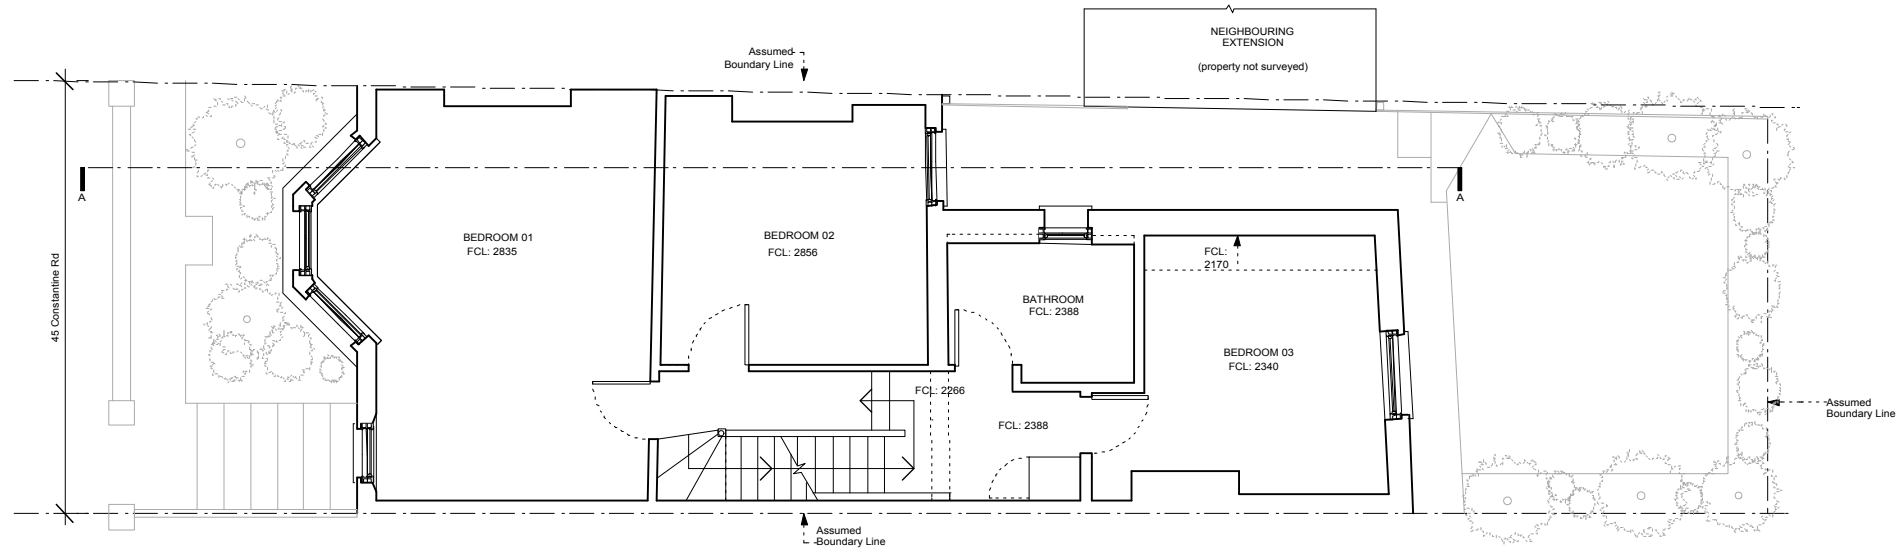 NEIGHBOURING
EXTENSION
(property not surveyed)
Assumed
Boundary Line
A
A
45 Constantine Rd
BEDROOM 01
FCL: 2835
BEDROOM 02
FCL: 2856
FCL:
2170
BATHROOM
FCL: 2388
BEDROOM 03
FCL: 2340
FCL: 2266
FCL: 2388
Assumed
Boundary Line
Assumed
Boundary Line